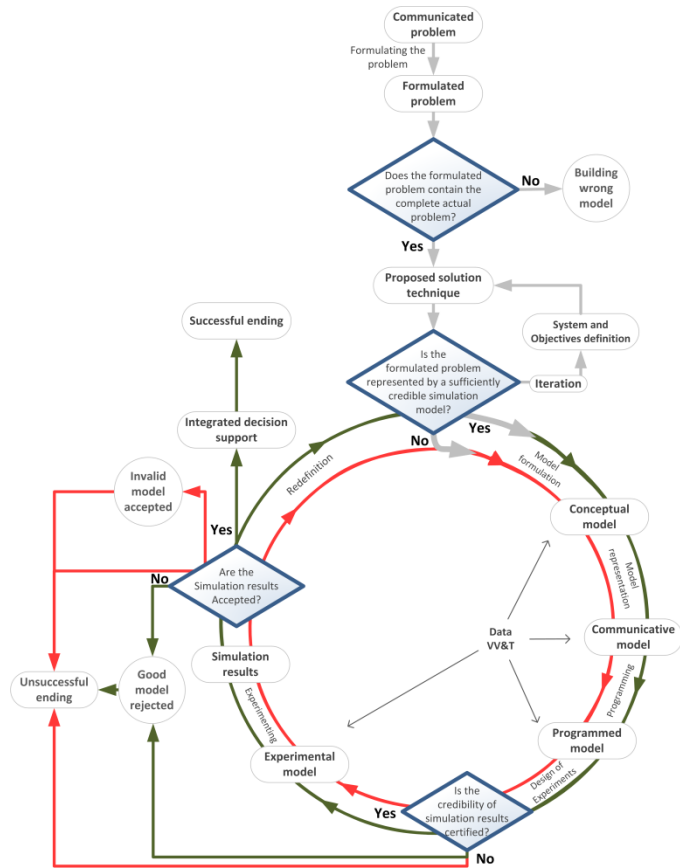 Communicated
problem
Formulating the
problem
Formulated
problem
Does the formulated
problem contain the
complete actual
problem?
No
Building
wrong
model
Yes
Proposed solution
technique
System and
Objectives definition
Iteration
Is the
formulated problem
represented by a sufficiently
credible simulation
model?
Yes
No
Successful ending
Integrated decision
support
Invalid
model
accepted
Yes
No
Are the
Simulation results
Accepted?
Redefinition
Model
formulation
Conceptual
model
Model
representation
Data
VV&T
Communicative
model
Programming
Programmed
model
Design of
Experiments
Is the
credibility of
simulation results
certified?
Yes
No
Experimental
model
Experimenting
Simulation
results
Good
model
rejected
Unsuccessful
ending